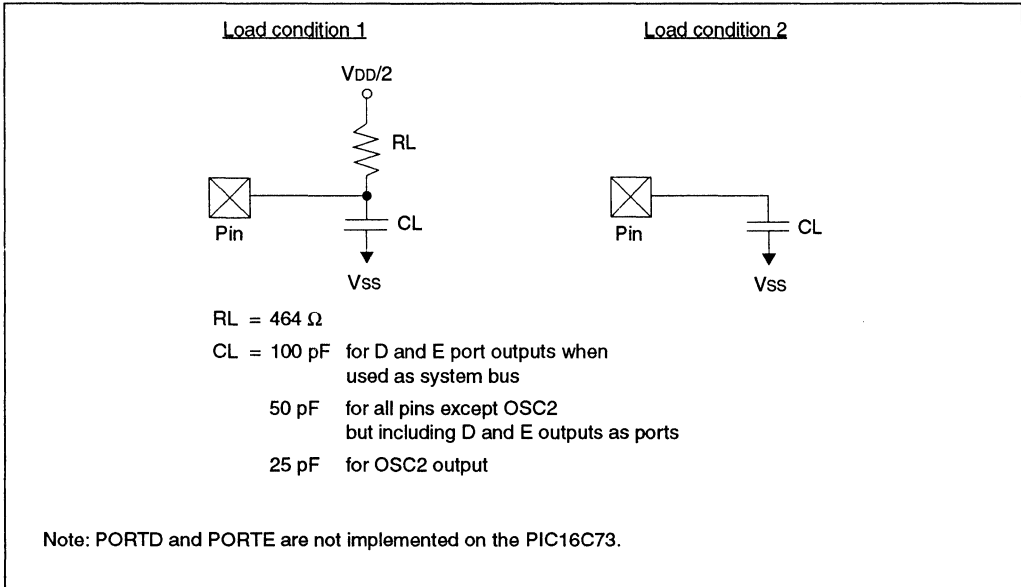 Load condition 1
Load condition 2
VDD/2
RL
CL
Pin
VSS
CL
Pin
VSS
RL = 464 Ω
CL = 100 pF for D and E port outputs when
used as system bus
50 pF for all pins except OSC2
but including D and E outputs as ports
25 pF for OSC2 output
Note: PORTD and PORTE are not implemented on the PIC16C73.